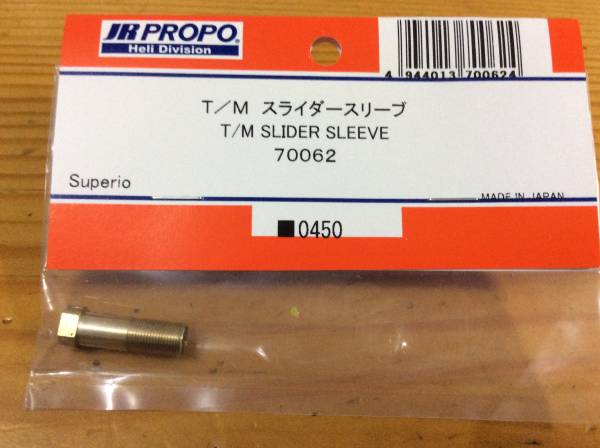 JR PROPO
Heli Division
4 944013 700624
T／M スライダースリーブ
T/M SLIDER SLEEVE
70062
Superio
MADE IN JAPAN
■0450